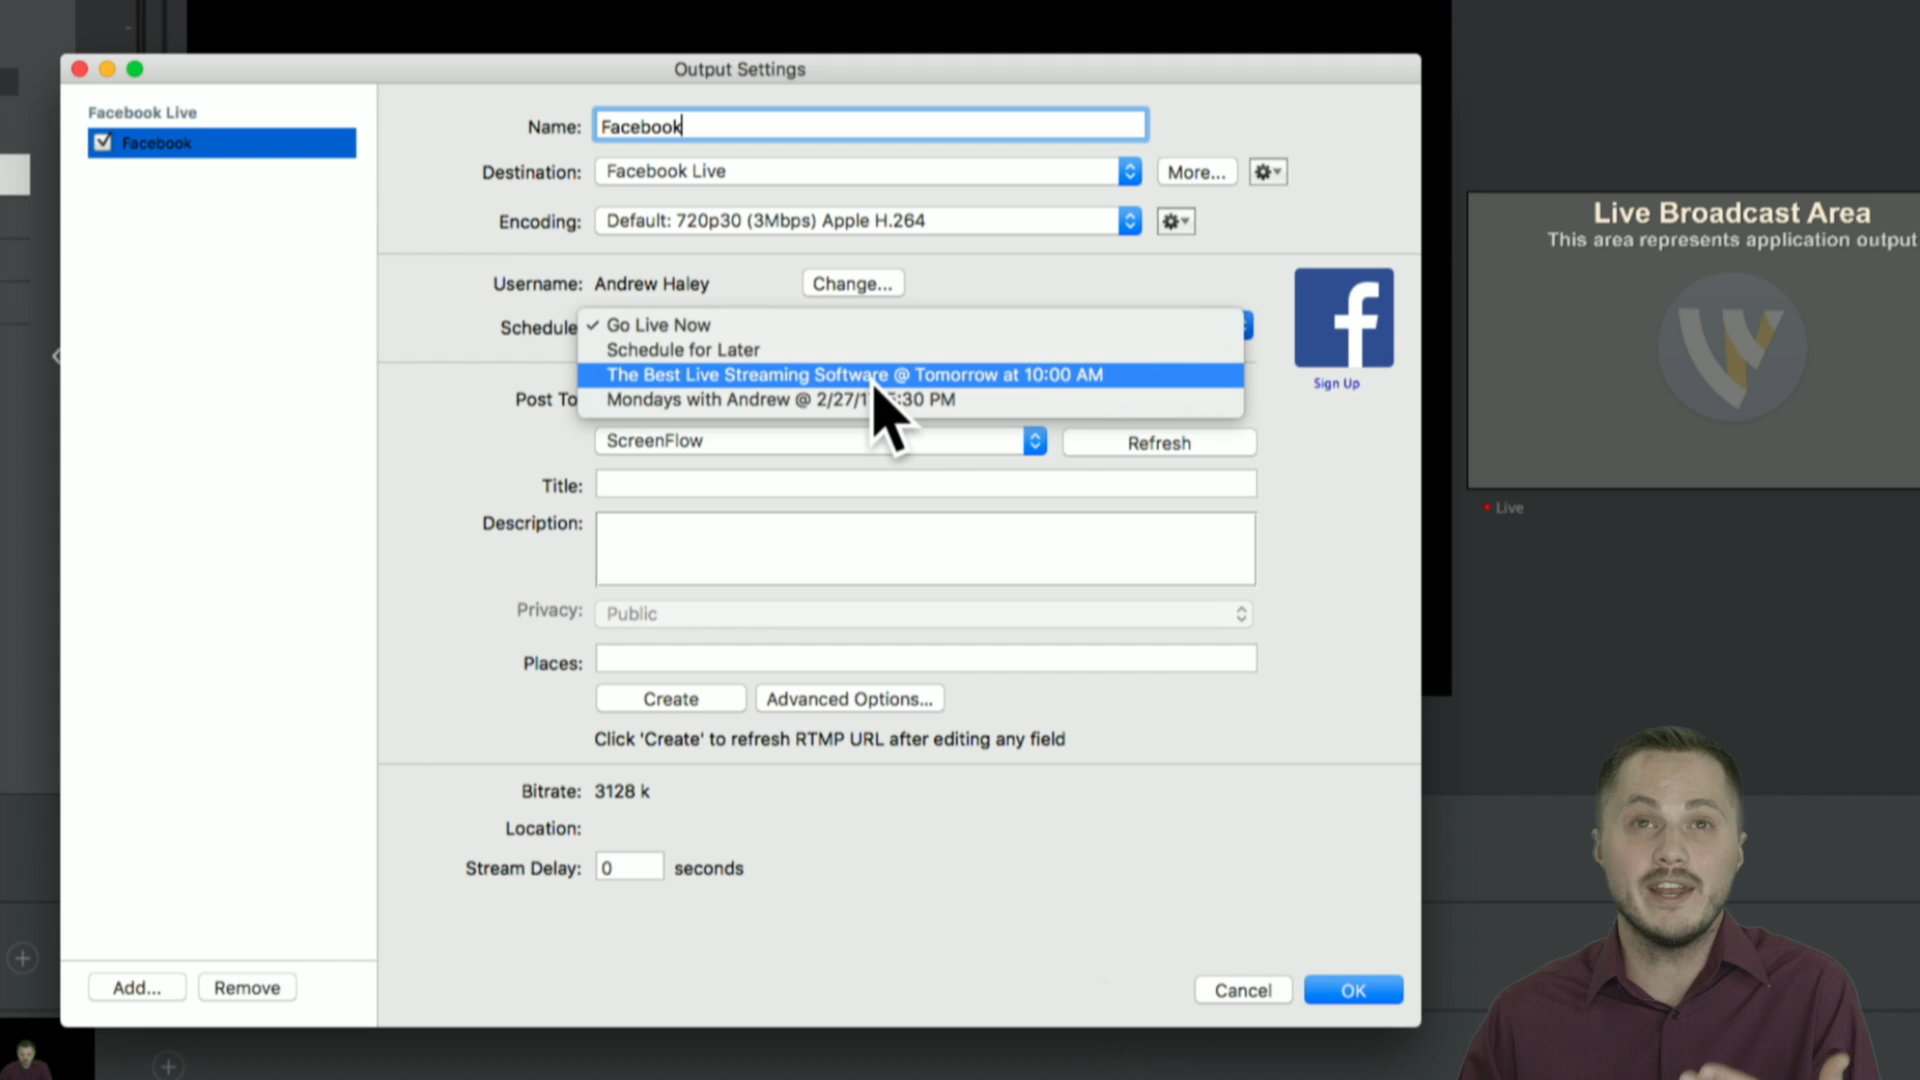 Output Settings
Facebook Live
Facebook
Name: Facebook
Destination: Facebook Live More...
Encoding: Default: 720p30 (3Mbps) Apple H.264
Username: Andrew Haley Change...
Schedule
Go Live Now
Schedule for Later
The Best Live Streaming Software @ Tomorrow at 10:00 AM
Post To
Mondays with Andrew @ 2/27/1 :30 PM
ScreenFlow Refresh
Title:
Description:
Privacy: Public
Places:
Create Advanced Options...
Click 'Create' to refresh RTMP URL after editing any field
Bitrate: 3128 k
Location:
Stream Delay: 0 seconds
Add... Remove
Cancel OK
f
Sign Up
Live Broadcast Area
This area represents application output
Live